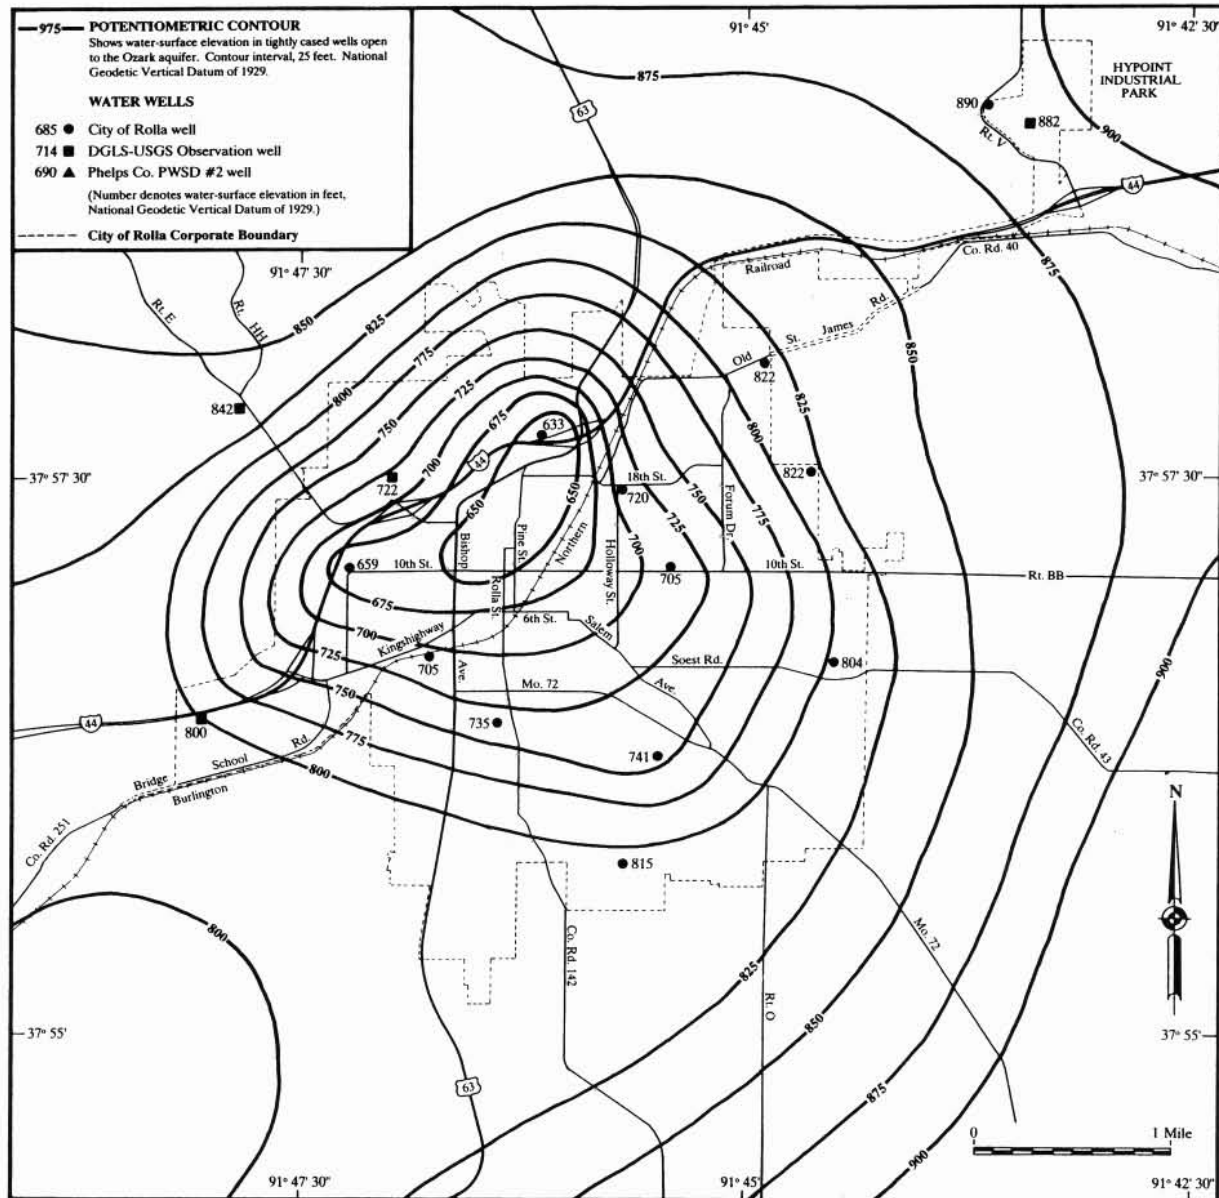 975 POTENTIOMETRIC CONTOUR
Shows water-surface elevation in tightly cased wells open
to the Ozark aquifer. Contour interval, 25 feet. National
Geodetic Vertical Datum of 1929.
WATER WELLS
685 ● City of Rolla well
714 ■ DGLS-USGS Observation well
690 ▲ Phelps Co. PWSD #2 well
(Number denotes water-surface elevation in feet,
National Geodetic Vertical Datum of 1929.)
City of Rolla Corporate Boundary
91° 45'
91° 42' 30"
875
HYPOINT
INDUSTRIAL
PARK
63
890
882
Rt. V
900
44
Co. Rd. 40
Railroad
91° 47' 30"
875
Rt. E
Rt. HH
850
825
775
800
725
750
675
700
Old St. James Rd.
822
850
825
842
633
800
44
37° 57' 30"
722
650
650
18th St.
720
822
37° 57' 30"
750
775
725
700
Forum Dr.
Bishop
Pine St.
Northern
Holloway St.
659
10th St.
705
10th St.
Rt. BB
Rolla St.
675
6th St.
Salem
700
Kingshighway
725
705
Ave.
Soest Rd.
804
900
Ave.
Mo. 72
750
44
800
735
Co. Rd. 43
775
741
School Rd.
Bridge
Burlington
800
N
Co. Rd. 251
815
800
Mo. 72
Co. Rd. 142
825
Rt. O
850
37° 55'
37° 55'
63
875
0
1 Mile
900
91° 47' 30"
91° 45'
91° 42' 30"